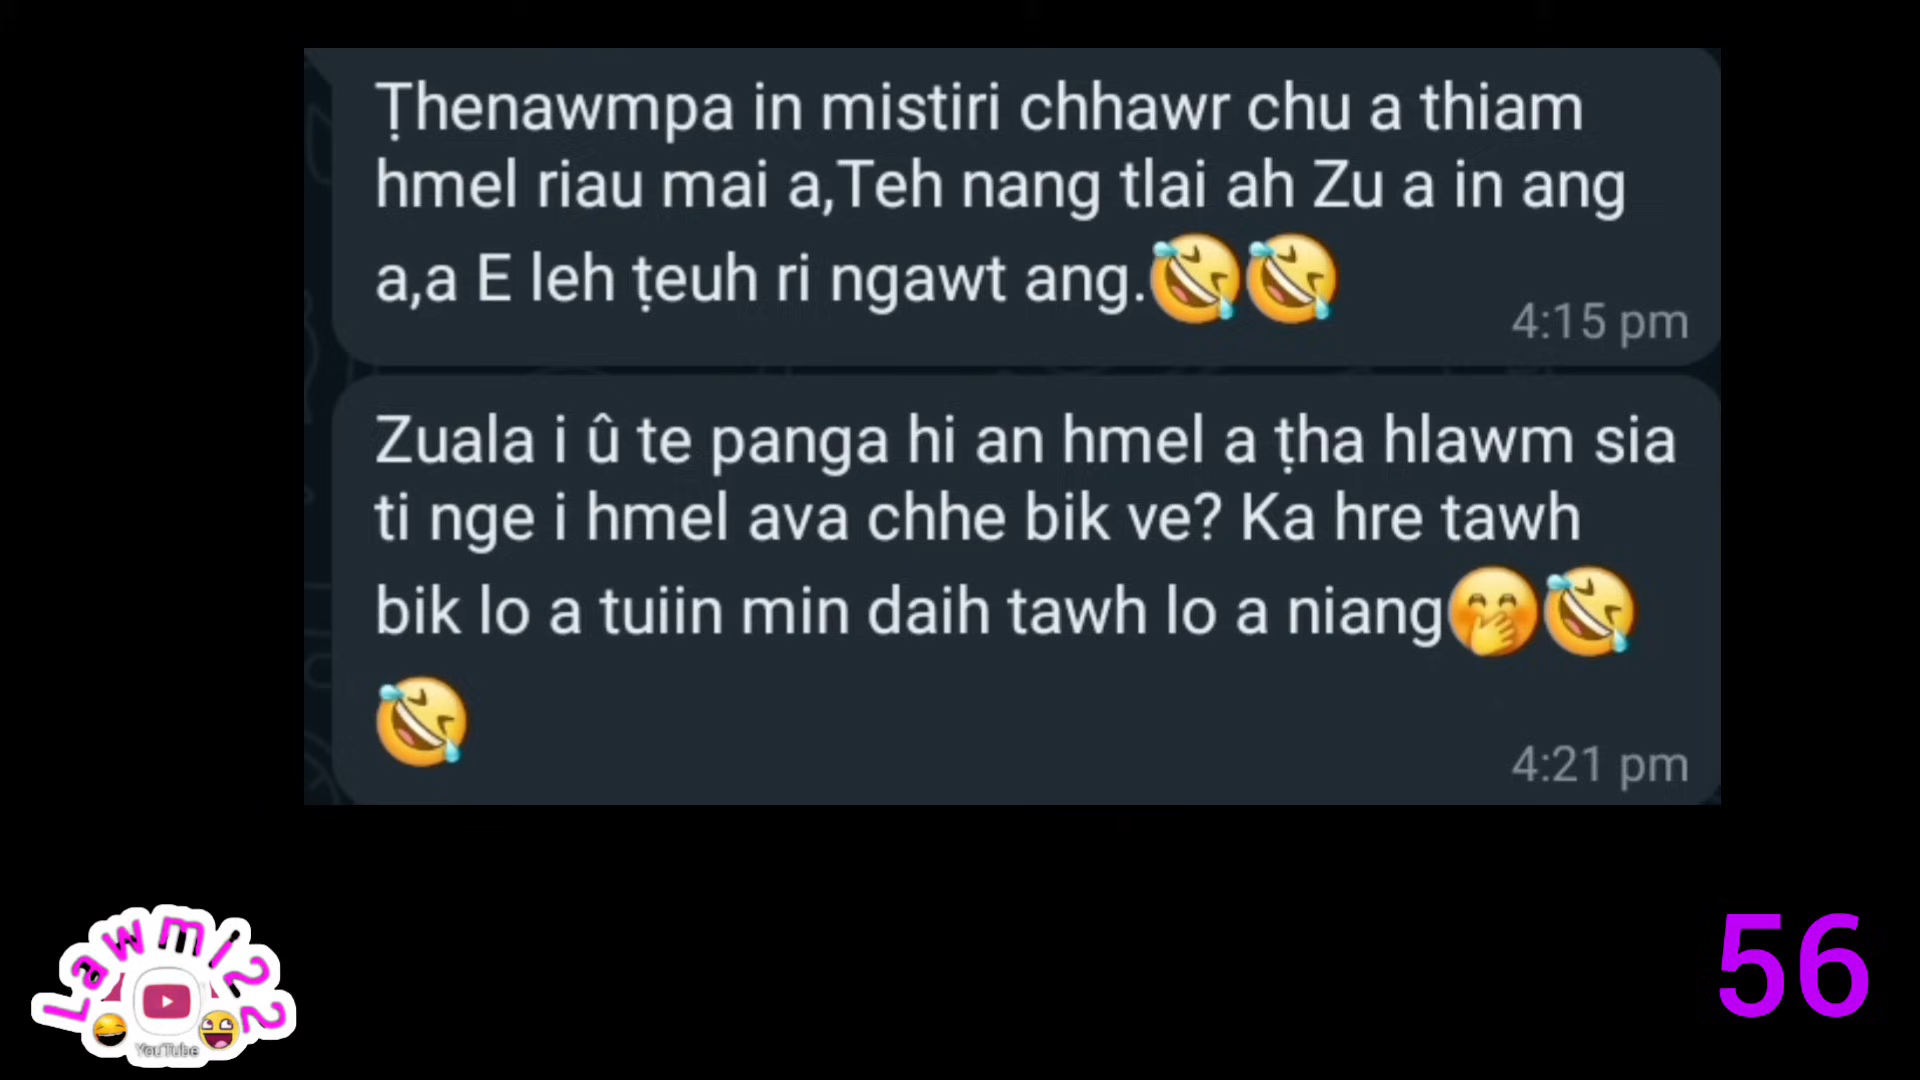 Ṭhenawmpa in mistiri chhawr chu a thiam
hmel riau mai a,Teh nang tlai ah Zu a in ang
a,a E leh ṭeuh ri ngawt ang.🤣🤣
4:15 pm
Zuala i û te panga hi an hmel a ṭha hlawm sia
ti nge i hmel ava chhe bik ve? Ka hre tawh
bik lo a tuiin min daih tawh lo a niang🤭🤣
🤣
4:21 pm
Lawmi22
YouTube
56